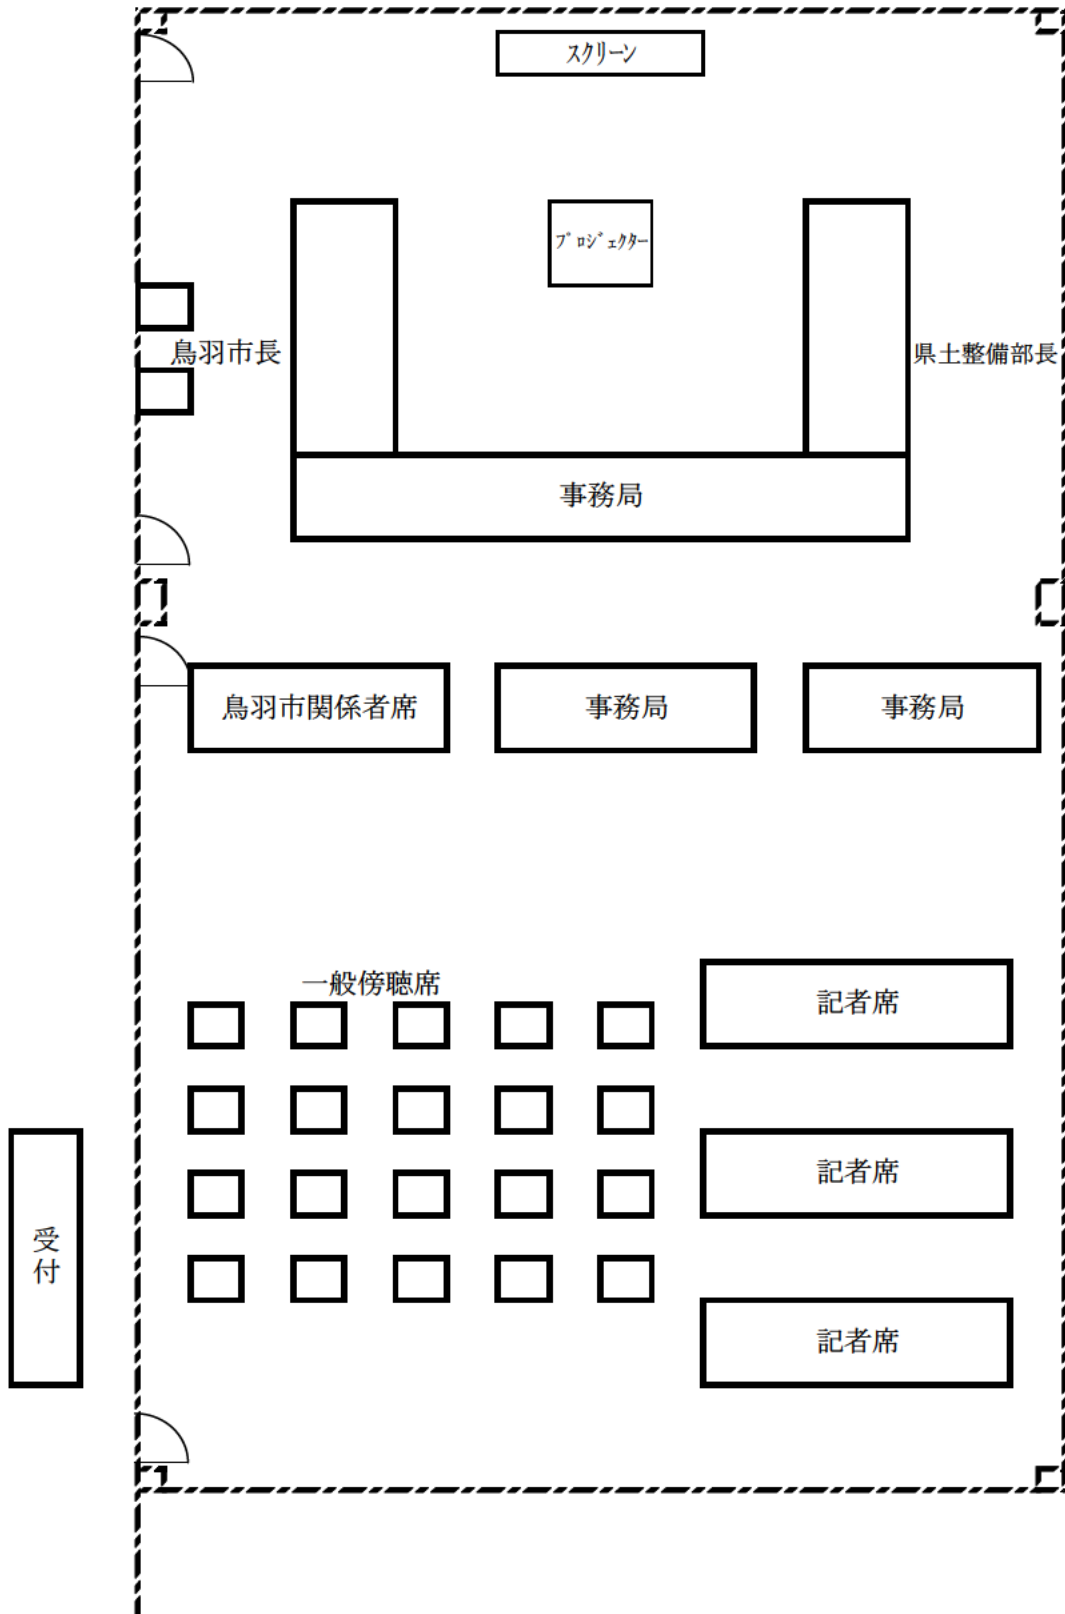 ｽｸﾘｰﾝ
ﾌﾟﾛｼﾞｪｸﾀｰ
鳥羽市長
県土整備部長
事務局
鳥羽市関係者席
事務局
事務局
一般傍聴席
記者席
記者席
受付
記者席